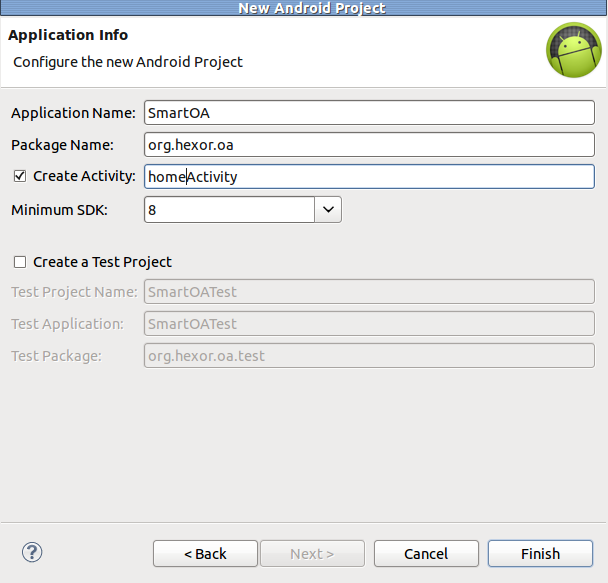 New Android Project
Application Info
Configure the new Android Project
Application Name: SmartOA
Package Name: org.hexor.oa
Create Activity: homeActivity
Minimum SDK: 8
Create a Test Project
Test Project Name: SmartOATest
Test Application: SmartOATest
Test Package: org.hexor.oa.test
? < Back Next > Cancel Finish